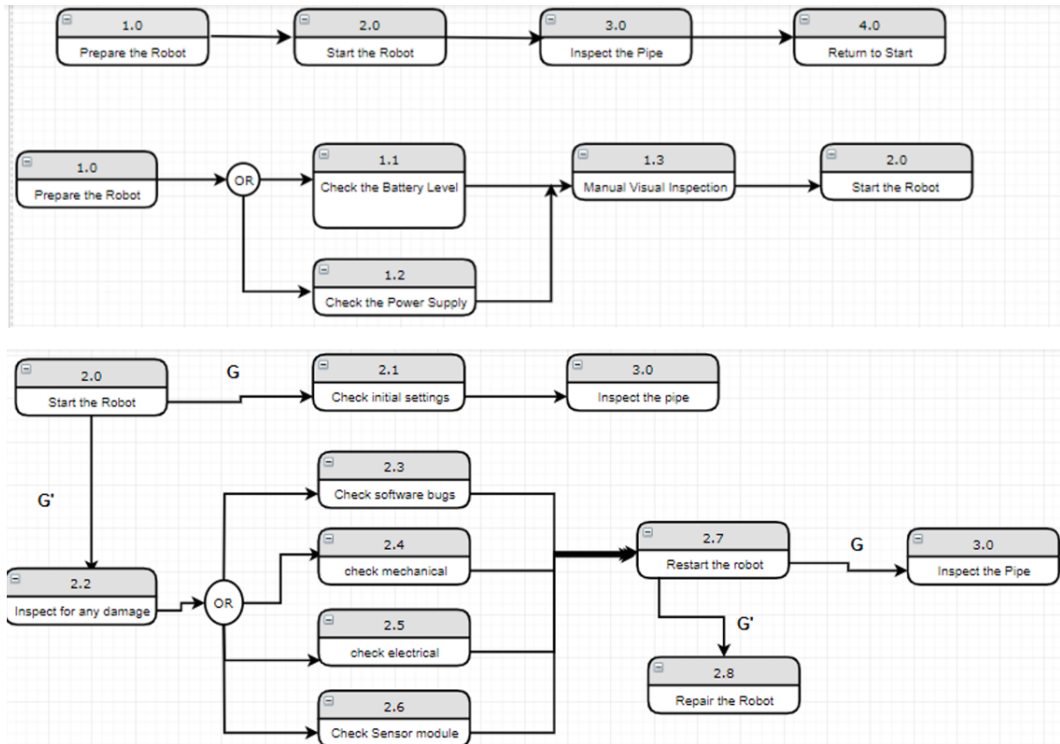 1.0
Prepare the Robot
2.0
Start the Robot
3.0
Inspect the Pipe
4.0
Return to Start
1.0
Prepare the Robot
OR
1.1
Check the Battery Level
1.2
Check the Power Supply
1.3
Manual Visual Inspection
2.0
Start the Robot
2.0
Start the Robot
G
2.1
Check initial settings
3.0
Inspect the pipe
G'
2.2
Inspect for any damage
OR
2.3
Check software bugs
2.4
check mechanical
2.5
check electrical
2.6
Check Sensor module
2.7
Restart the robot
G
3.0
Inspect the Pipe
G'
2.8
Repair the Robot